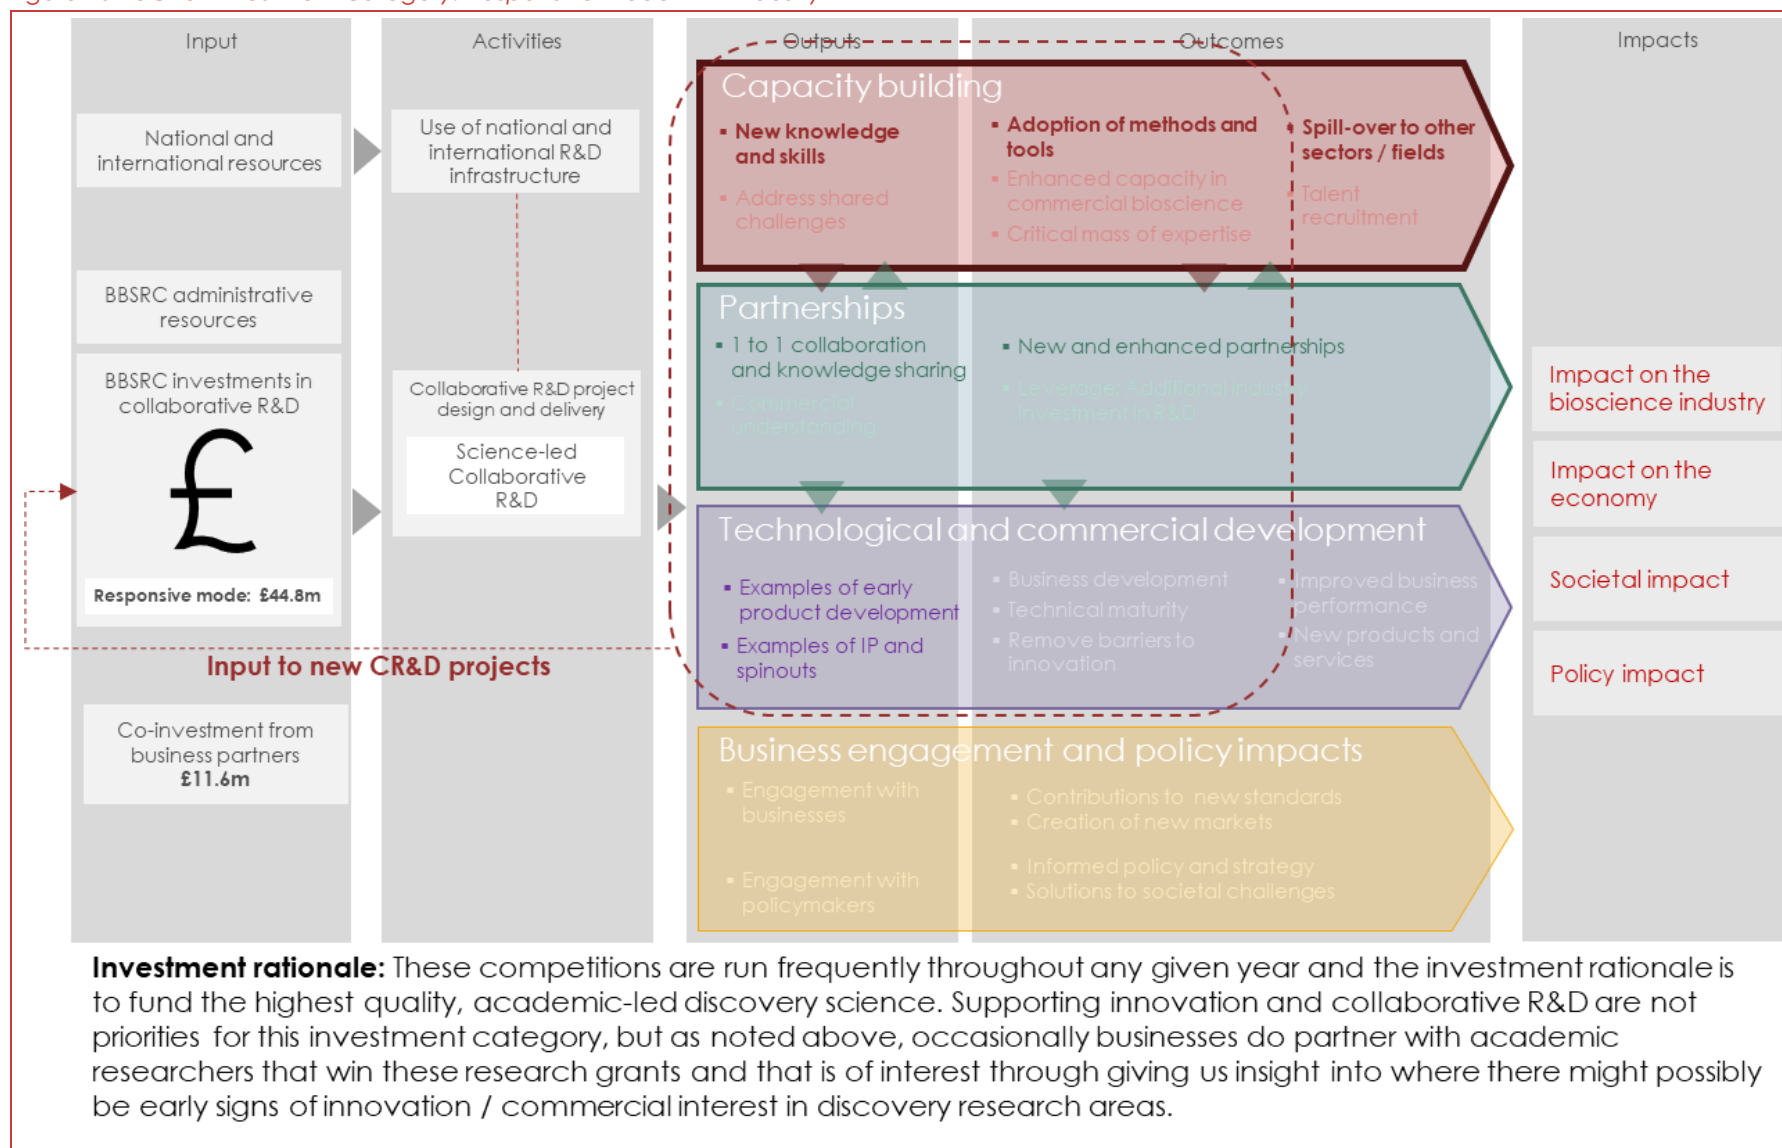 Input
Activities
Outputs
Outcomes
Impacts
National and
international resources
BBSRC administrative
resources
BBSRC investments in
collaborative R&D
£
Responsive mode: £44.8m
Input to new CR&D projects
Co-investment from
business partners
£11.6m
Use of national and
international R&D
infrastructure
Collaborative R&D project
design and delivery
Science-led
Collaborative
R&D
Capacity building
▪ New knowledge
and skills
▪ Address shared
challenges
▪ Adoption of methods and
tools
▪ Enhanced capacity in
commercial bioscience
▪ Critical mass of expertise
▪ Spill-over to other
sectors / fields
▪ Talent
recruitment
Partnerships
▪ 1 to 1 collaboration
and knowledge sharing
▪ Commercial
understanding
▪ New and enhanced partnerships
▪ Leverage: Additional industry
investment in R&D
Technological and commercial development
▪ Examples of early
product development
▪ Examples of IP and
spinouts
▪ Business development
▪ Technical maturity
▪ Remove barriers to
innovation
▪ Improved business
performance
▪ New products and
services
Business engagement and policy impacts
▪ Engagement with
businesses
▪ Engagement with
policymakers
▪ Contributions to new standards
▪ Creation of new markets
▪ Informed policy and strategy
▪ Solutions to societal challenges
Impact on the
bioscience industry
Impact on the
economy
Societal impact
Policy impact
Investment rationale: These competitions are run frequently throughout any given year and the investment rationale is
to fund the highest quality, academic-led discovery science. Supporting innovation and collaborative R&D are not
priorities for this investment category, but as noted above, occasionally businesses do partner with academic
researchers that win these research grants and that is of interest through giving us insight into where there might possibly
be early signs of innovation / commercial interest in discovery research areas.